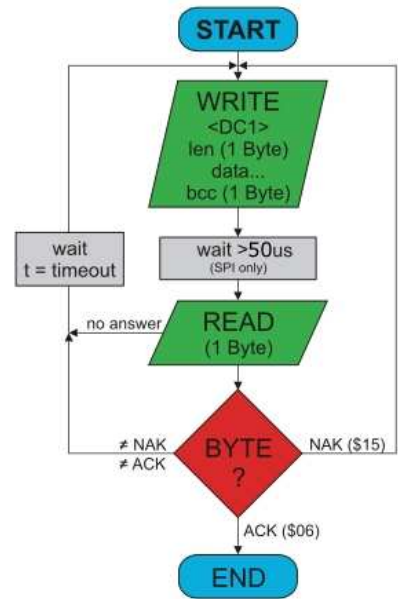 START
WRITE
<DC1>
len (1 Byte)
data...
bcc (1 Byte)
wait
t = timeout
wait >50us
(SPI only)
no answer
READ
(1 Byte)
≠ NAK
≠ ACK
BYTE
?
NAK ($15)
ACK ($06)
END